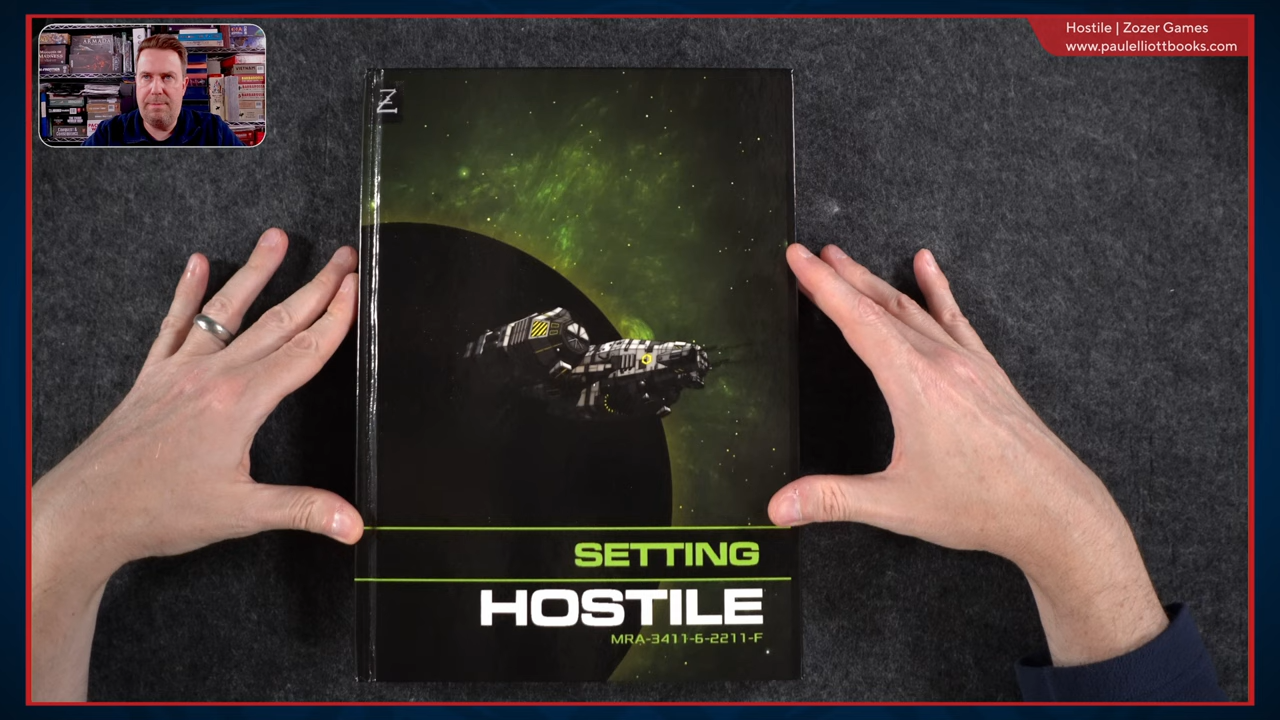 Hostile | Zozer Games
www.paulelliottbooks.com
Z
SETTING
HOSTILE
MRA-3411-6-2211-F